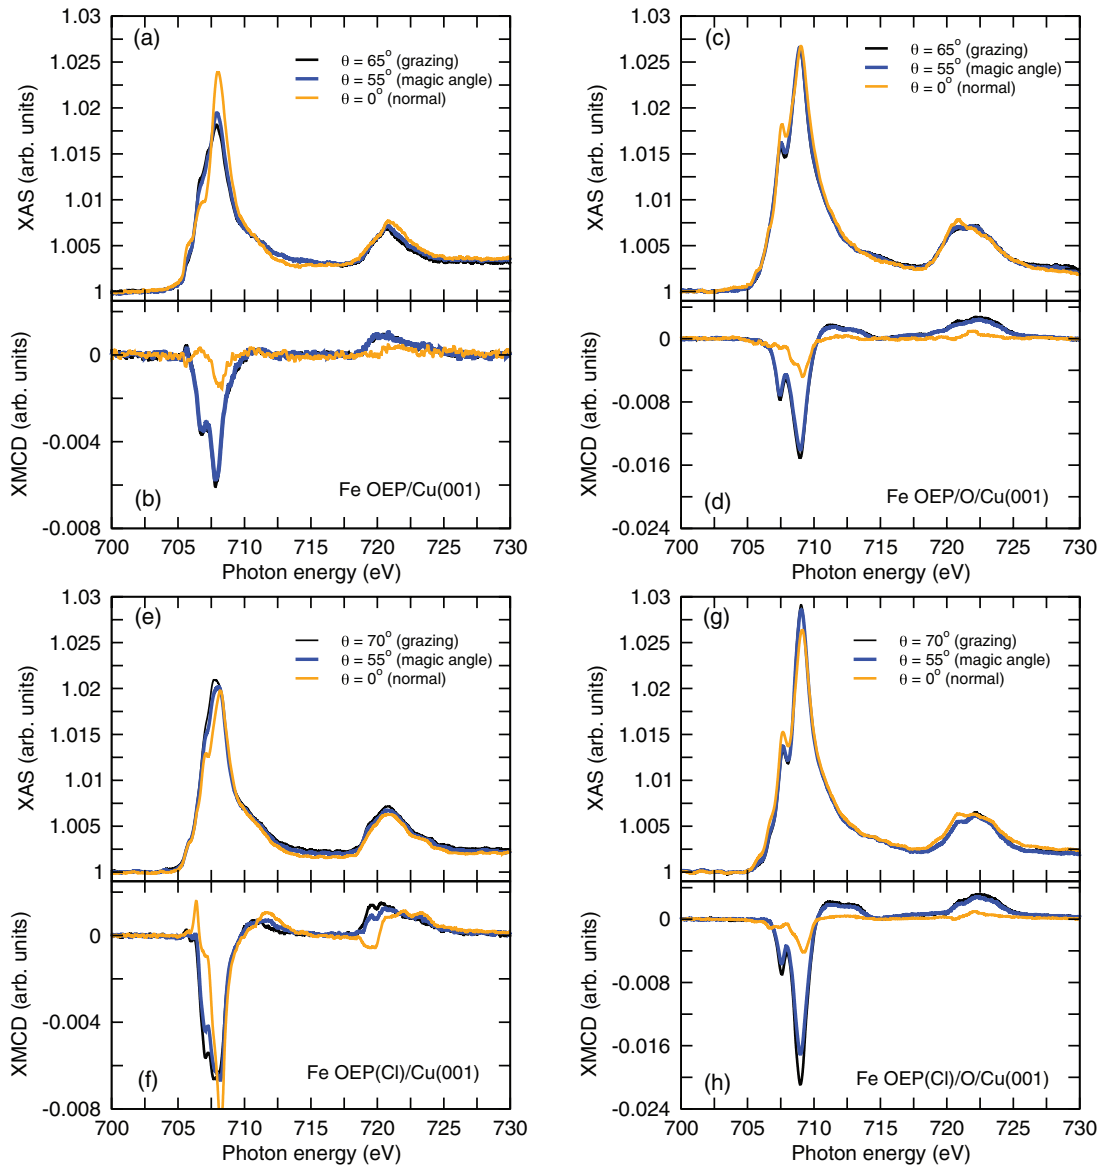 (a)
XAS (arb. units)
1.03
1.025
1.02
1.015
1.01
1.005
1
θ = 65° (grazing)
θ = 55° (magic angle)
θ = 0° (normal)
(b)
XMCD (arb. units)
0
-0.004
-0.008
Fe OEP/Cu(001)
700 705 710 715 720 725 730
Photon energy (eV)
(c)
XAS (arb. units)
1.03
1.025
1.02
1.015
1.01
1.005
1
θ = 65° (grazing)
θ = 55° (magic angle)
θ = 0° (normal)
(d)
XMCD (arb. units)
0
-0.008
-0.016
-0.024
Fe OEP/O/Cu(001)
700 705 710 715 720 725 730
Photon energy (eV)
(e)
XAS (arb. units)
1.03
1.025
1.02
1.015
1.01
1.005
1
θ = 70° (grazing)
θ = 55° (magic angle)
θ = 0° (normal)
(f)
XMCD (arb. units)
0
-0.004
-0.008
Fe OEP(Cl)/Cu(001)
700 705 710 715 720 725 730
Photon energy (eV)
(g)
XAS (arb. units)
1.03
1.025
1.02
1.015
1.01
1.005
1
θ = 70° (grazing)
θ = 55° (magic angle)
θ = 0° (normal)
(h)
XMCD (arb. units)
0
-0.008
-0.016
-0.024
Fe OEP(Cl)/O/Cu(001)
700 705 710 715 720 725 730
Photon energy (eV)